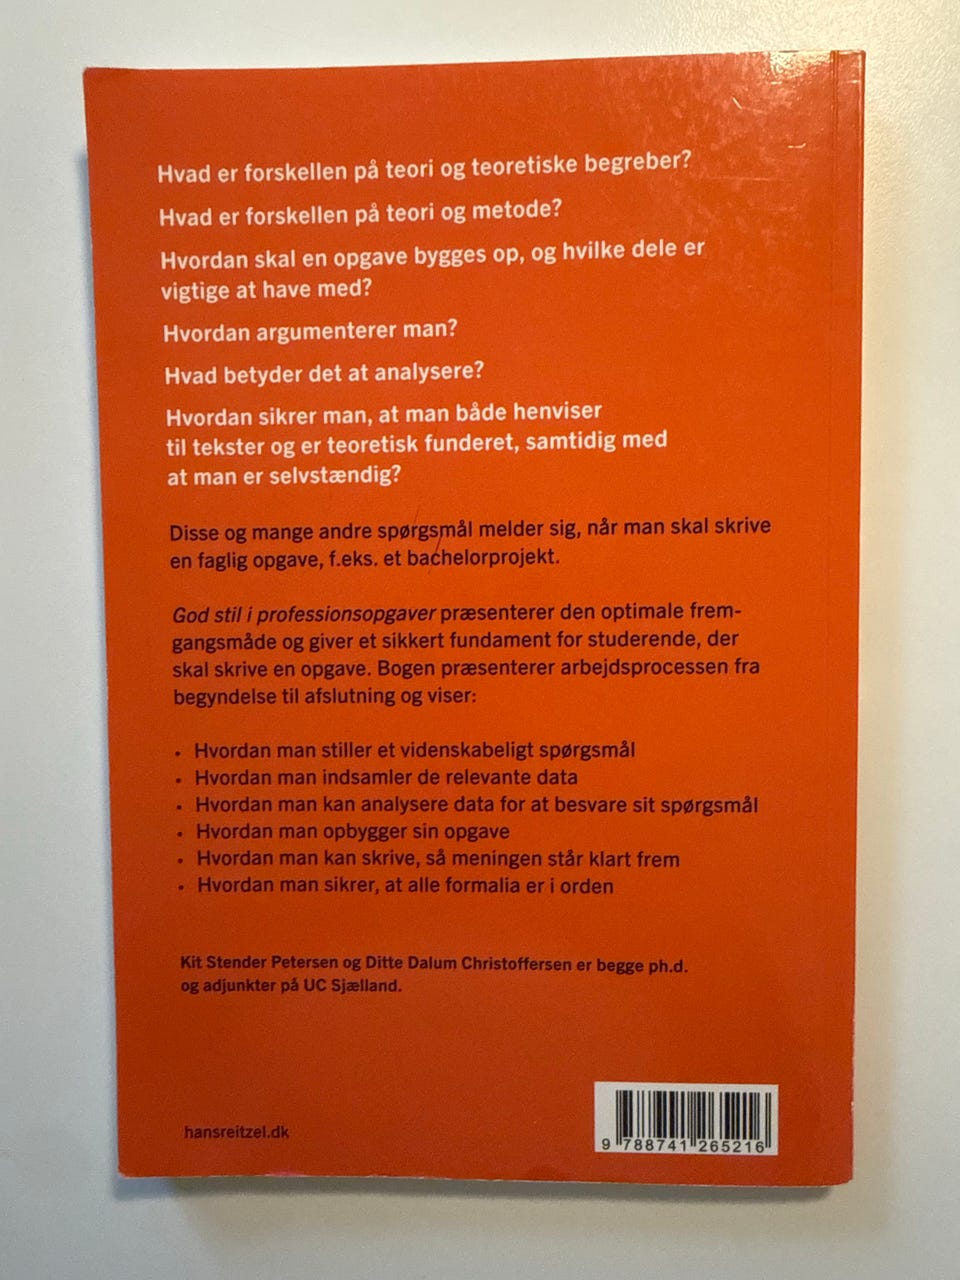 Hvad er forskellen på teori og teoretiske begreber?
Hvad er forskellen på teori og metode?
Hvordan skal en opgave bygges op, og hvilke dele er
vigtige at have med?
Hvordan argumenterer man?
Hvad betyder det at analysere?
Hvordan sikrer man, at man både henviser
til tekster og er teoretisk funderet, samtidig med
at man er selvstændig?
Disse og mange andre spørgsmål melder sig, når man skal skrive
en faglig opgave, f.eks. et bachelorprojekt.
God stil i professionsopgaver præsenterer den optimale frem-
gangsmåde og giver et sikkert fundament for studerende, der
skal skrive en opgave. Bogen præsenterer arbejdsprocessen fra
begyndelse til afslutning og viser:
• Hvordan man stiller et videnskabeligt spørgsmål
• Hvordan man indsamler de relevante data
• Hvordan man kan analysere data for at besvare sit spørgsmål
• Hvordan man opbygger sin opgave
• Hvordan man kan skrive, så meningen står klart frem
• Hvordan man sikrer, at alle formalia er i orden
Kit Stender Petersen og Ditte Dalum Christoffersen er begge ph.d.
og adjunkter på UC Sjælland.
hansreitzel.dk
9 788741 265216